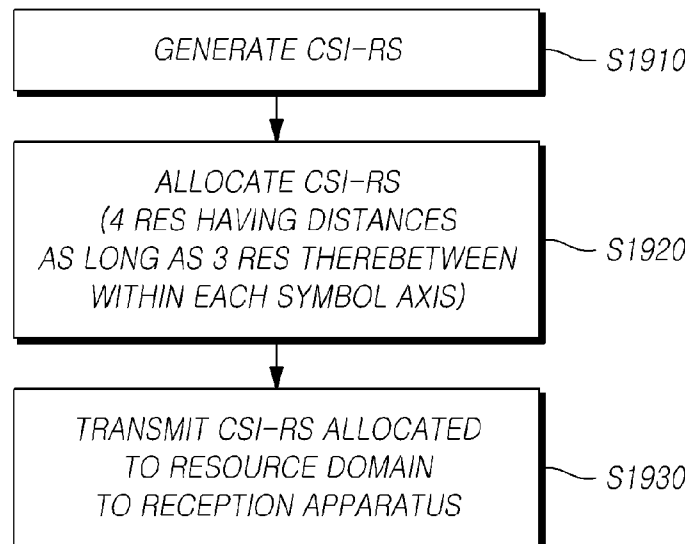 GENERATE CSI-RS
S1910
ALLOCATE CSI-RS
(4 RES HAVING DISTANCES
AS LONG AS 3 RES THEREBETWEEN
WITHIN EACH SYMBOL AXIS)
S1920
TRANSMIT CSI-RS ALLOCATED
TO RESOURCE DOMAIN
TO RECEPTION APPARATUS
S1930